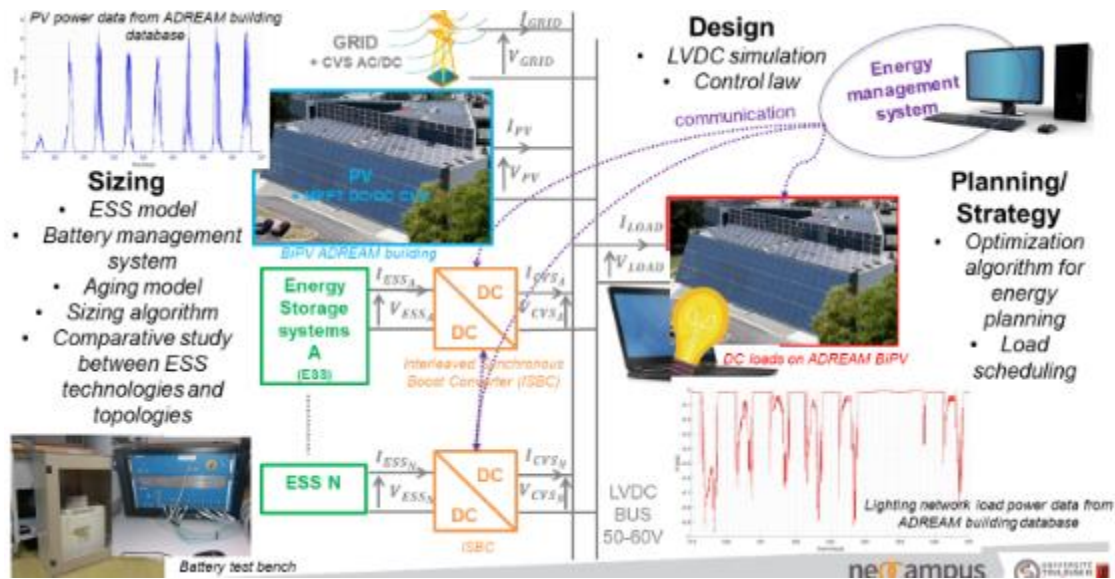 PV power data from ADREAM building
database
GRID
+ CVS AC/DC
I_GRID
V_GRID
Design
• LVDC simulation
• Control law
Energy
management
system
communication
I_PV
V_PV
PV
+ MPPT DC/DC CVS
BIPV ADREAM building
Sizing
• ESS model
• Battery management
system
• Aging model
• Sizing algorithm
• Comparative study
between ESS
technologies and
topologies
Planning/
Strategy
• Optimization
algorithm for
energy
planning
• Load
scheduling
I_LOAD
V_LOAD
DC loads on ADREAM BIPV
Energy
Storage
systems
A
(ESS)
I_ESS_A
V_ESS_A
DC
DC
I_CVS_A
V_CVS_A
Interleaved Synchronous
Boost Converter (ISBC)
ESS N
I_ESS_N
V_ESS_N
DC
DC
I_CVS_N
V_CVS_N
ISBC
LVDC
BUS
50-60V
Lighting network load power data from
ADREAM building database
Battery test bench
neOCampus
UNIVERSITÉ